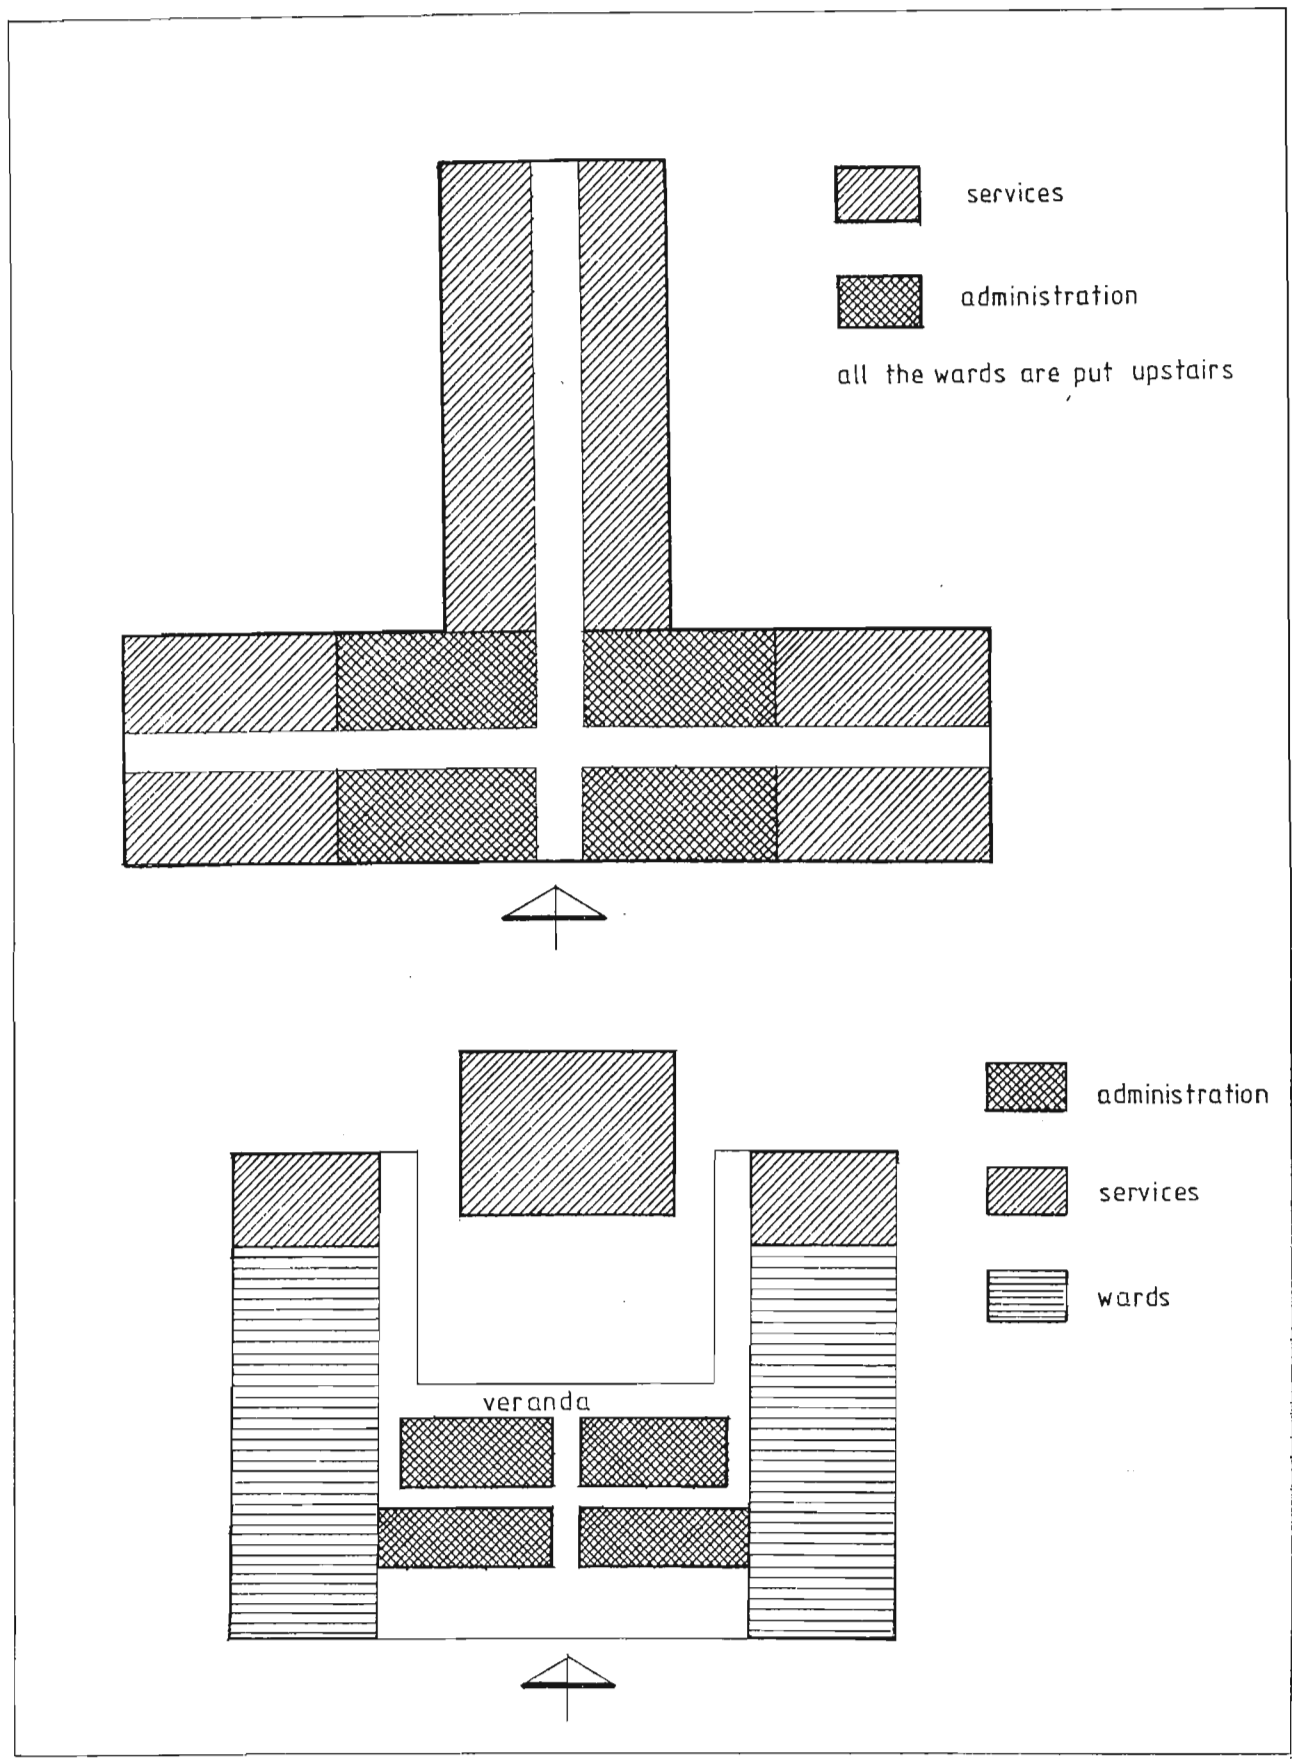 services
administration
all the wards are put upstairs
administration
services
wards
veranda